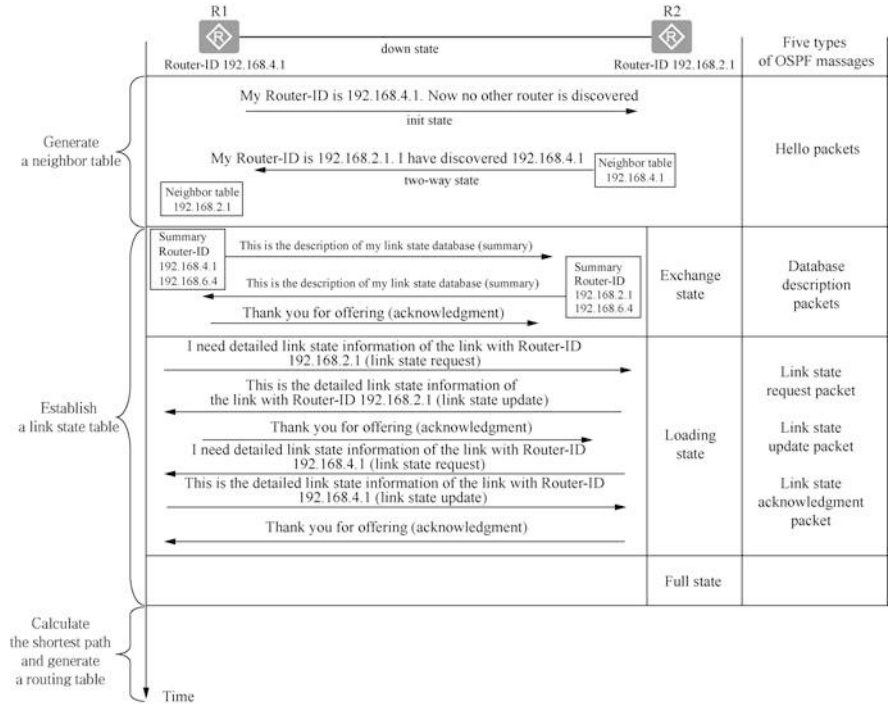 R1
R2
down state
Router-ID 192.168.4.1
Router-ID 192.168.2.1
Five types
of OSPF massages
Generate
a neighbor table
My Router-ID is 192.168.4.1. Now no other router is discovered
init state
My Router-ID is 192.168.2.1. I have discovered 192.168.4.1
two-way state
Neighbor table
192.168.4.1
Neighbor table
192.168.2.1
Hello packets
Establish
a link state table
Summary
Router-ID
192.168.4.1
192.168.6.4
This is the description of my link state database (summary)
This is the description of my link state database (summary)
Thank you for offering (acknowledgment)
Summary
Router-ID
192.168.2.1
192.168.6.4
Exchange
state
Database
description
packets
I need detailed link state information of the link with Router-ID
192.168.2.1 (link state request)
This is the detailed link state information of
the link with Router-ID 192.168.2.1 (link state update)
Thank you for offering (acknowledgment)
I need detailed link state information of the link with Router-ID
192.168.4.1 (link state request)
This is the detailed link state information of the link with Router-ID
192.168.4.1 (link state update)
Thank you for offering (acknowledgment)
Loading
state
Link state
request packet
Link state
update packet
Link state
acknowledgment
packet
Full state
Calculate
the shortest path
and generate
a routing table
Time